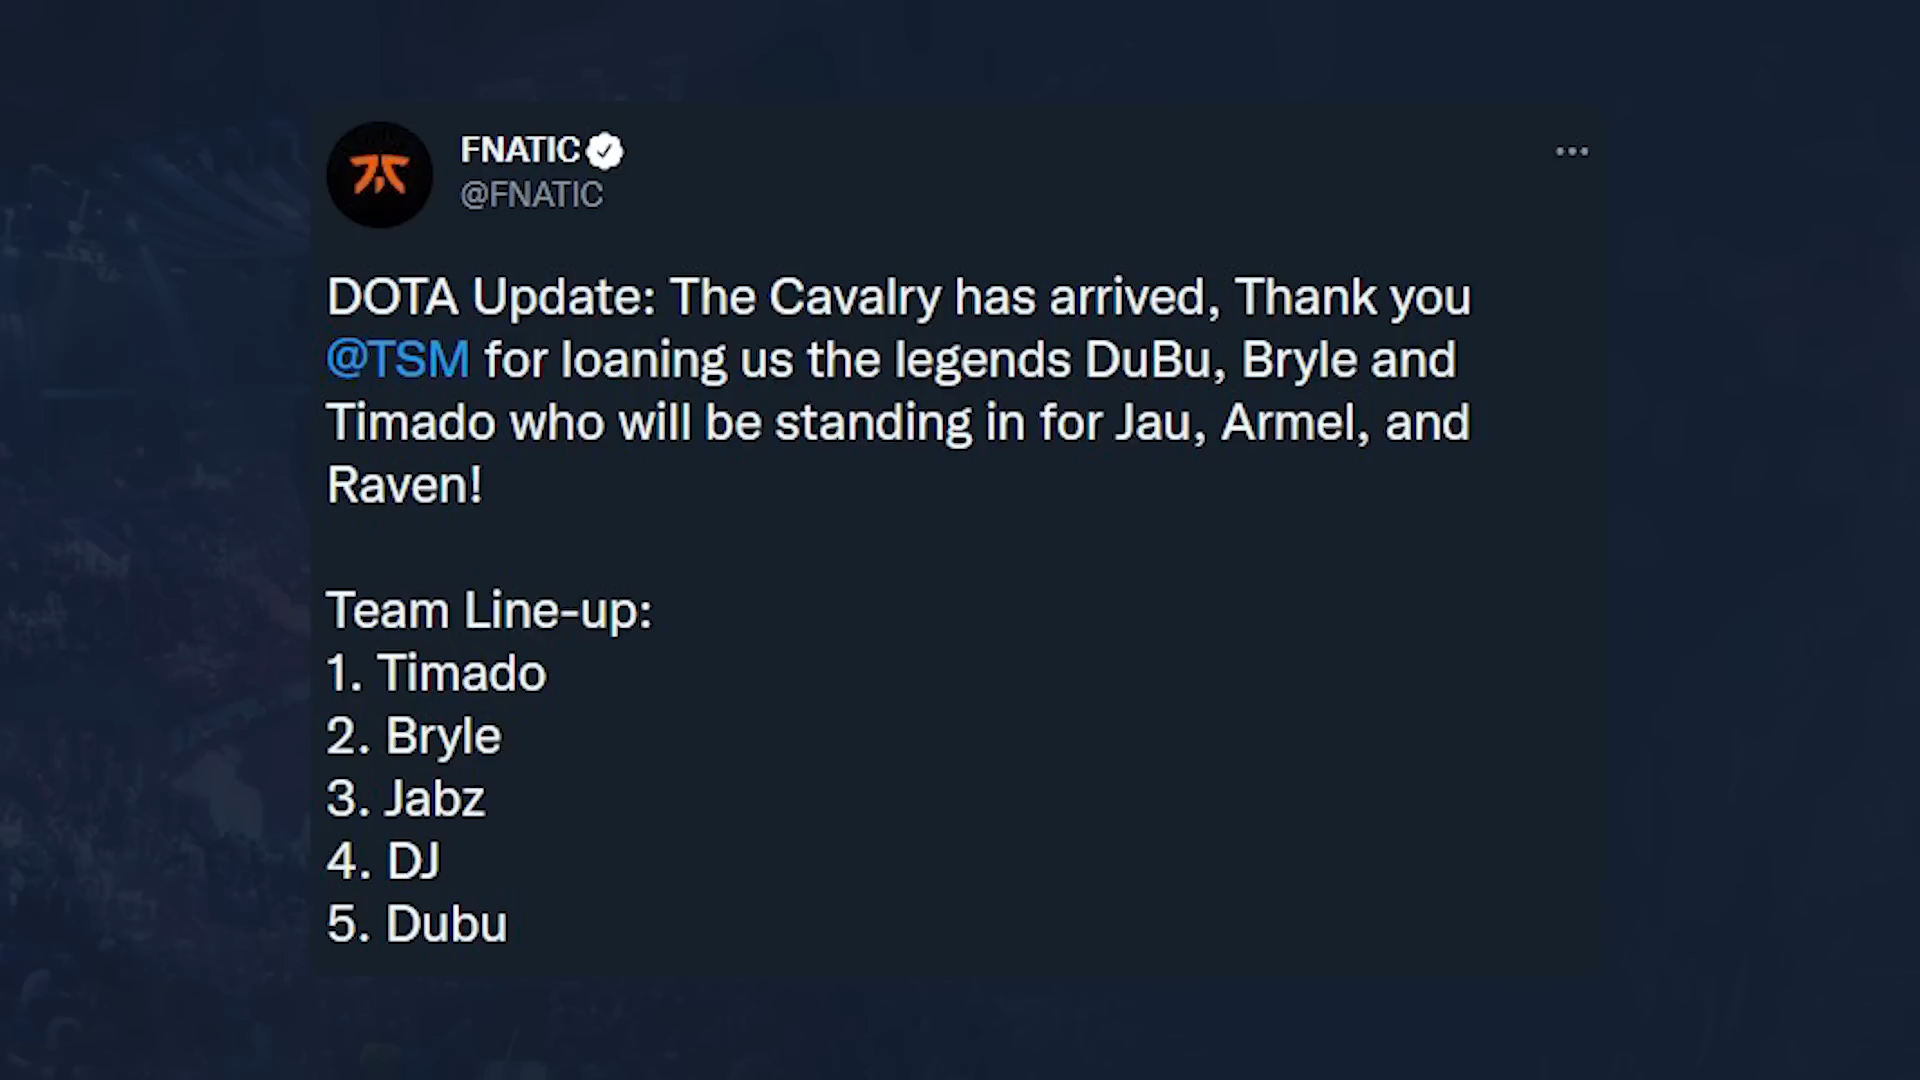 FNATIC
@FNATIC
DOTA Update: The Cavalry has arrived, Thank you
@TSM for loaning us the legends DuBu, Bryle and
Timado who will be standing in for Jau, Armel, and
Raven!
Team Line-up:
1. Timado
2. Bryle
3. Jabz
4. DJ
5. Dubu